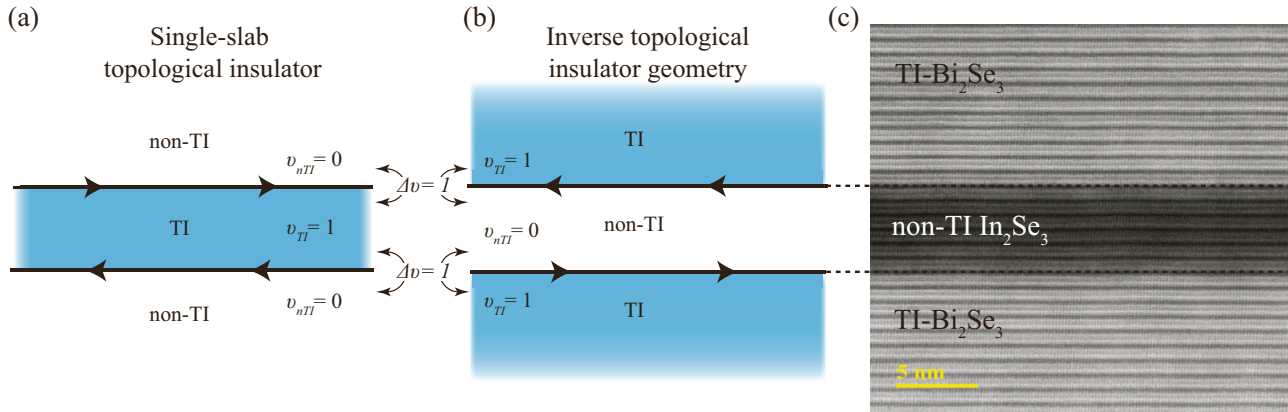 (a)
Single-slab
topological insulator
non-TI
υnTI = 0
TI
υTI = 1
non-TI
υnTI = 0
Δυ = 1
Δυ = 1
(b)
Inverse topological
insulator geometry
TI
υTI = 1
υnTI = 0
non-TI
υTI = 1
TI
(c)
TI-Bi₂Se₃
non-TI In₂Se₃
TI-Bi₂Se₃
5 nm